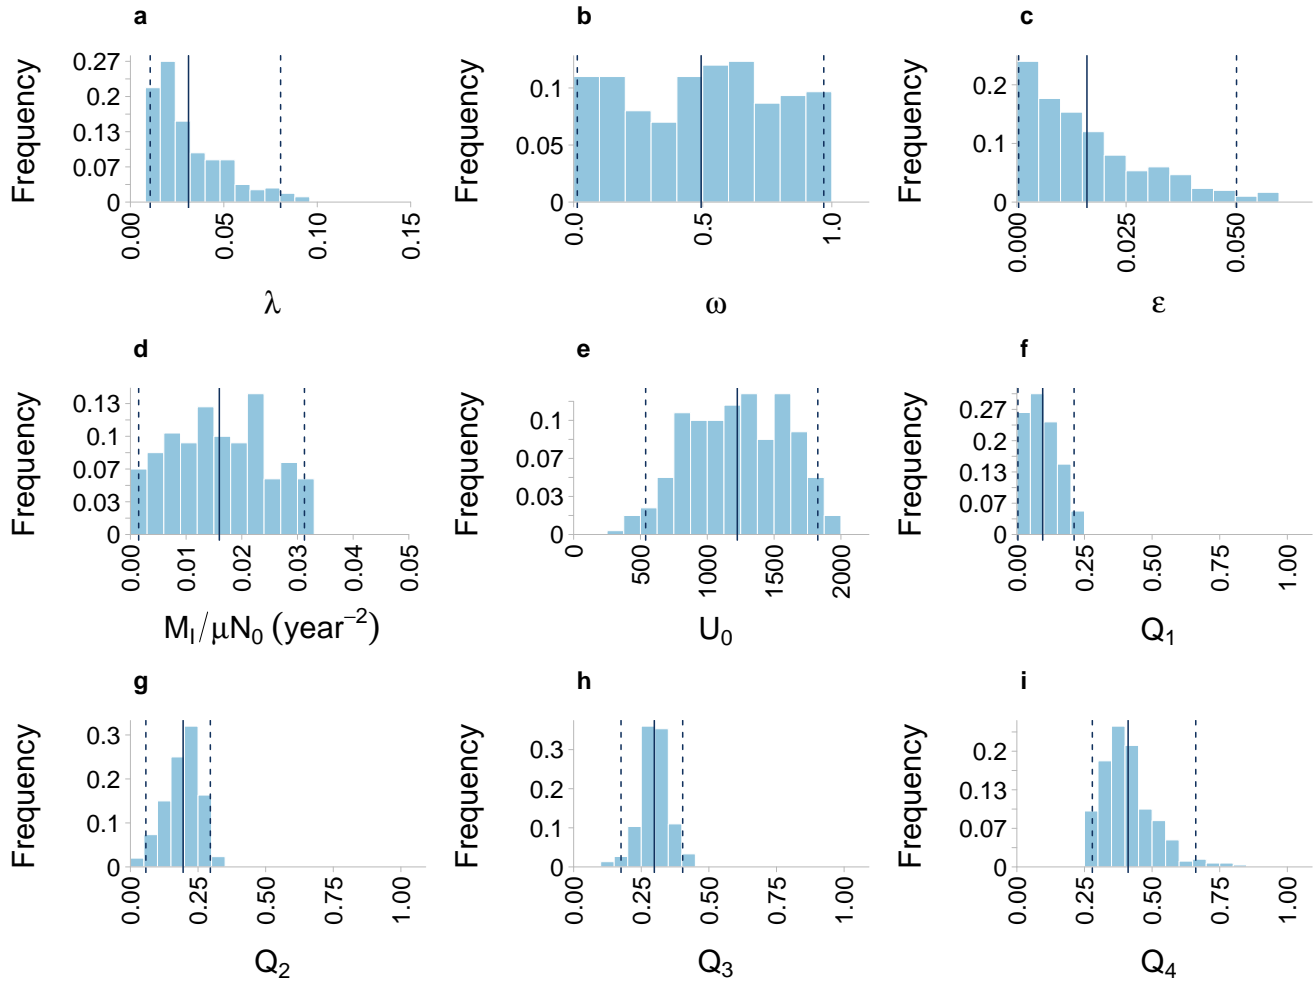 a
Frequency
0.27
0.2
0.13
0.07
0
0.00
0.05
0.10
0.15
λ
b
Frequency
0.1
0.05
0
0.0
0.5
1.0
ω
c
Frequency
0.2
0.1
0
0.000
0.025
0.050
ε
d
Frequency
0.13
0.1
0.07
0.03
0
0.00
0.01
0.02
0.03
0.04
0.05
M_I/μN_0 (year^−2)
e
Frequency
0.1
0.07
0.03
0
0
500
1000
1500
2000
U_0
f
Frequency
0.27
0.2
0.13
0.07
0
0.00
0.25
0.50
0.75
1.00
Q_1
g
Frequency
0.3
0.2
0.1
0
0.00
0.25
0.50
0.75
1.00
Q_2
h
Frequency
0.3
0.2
0.1
0
0.00
0.25
0.50
0.75
1.00
Q_3
i
Frequency
0.2
0.13
0.07
0
0.00
0.25
0.50
0.75
1.00
Q_4